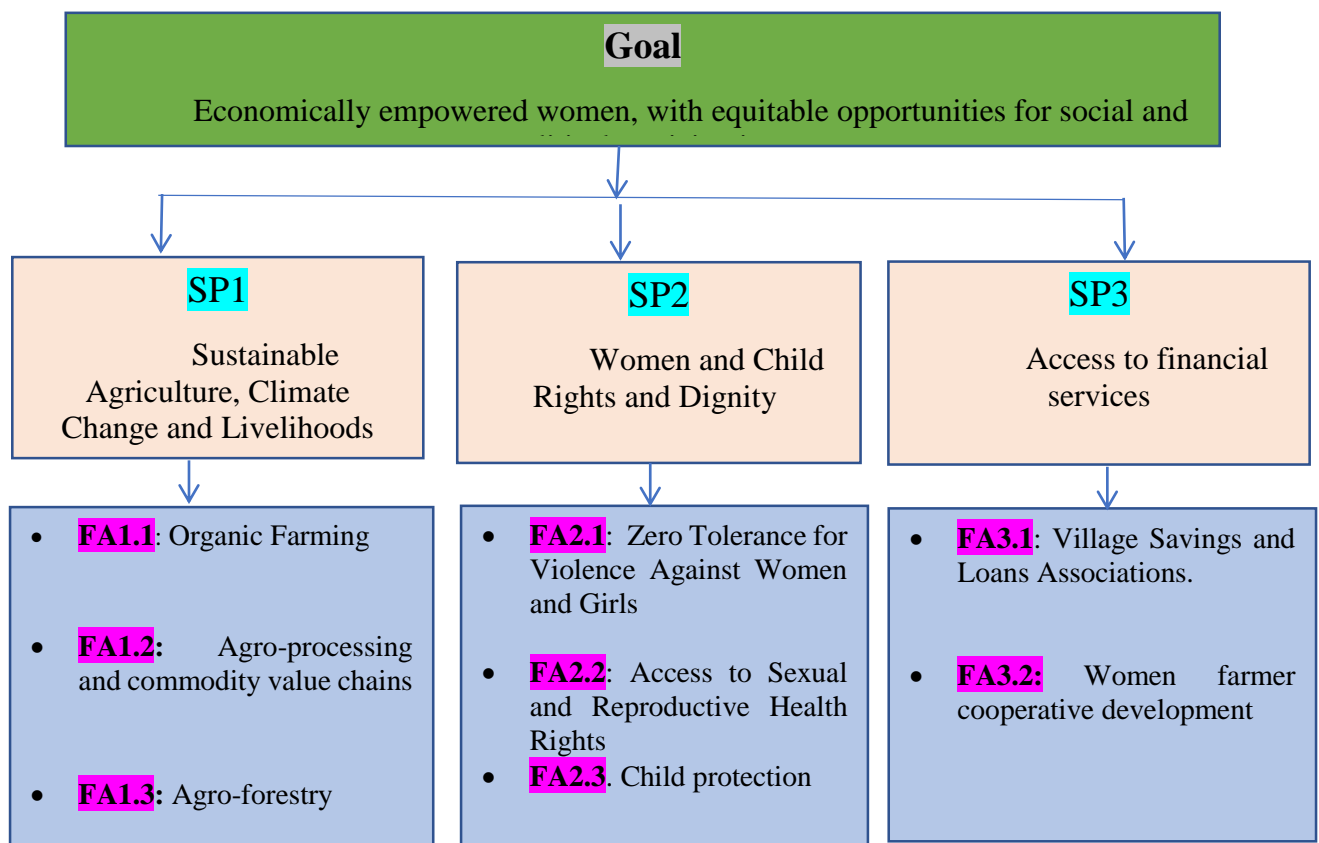 Goal
Economically empowered women, with equitable opportunities for social and
SP1
Sustainable
Agriculture, Climate
Change and Livelihoods
SP2
Women and Child
Rights and Dignity
SP3
Access to financial
services
• FA1.1: Organic Farming
• FA1.2: Agro-processing
and commodity value chains
• FA1.3: Agro-forestry
• FA2.1: Zero Tolerance for
Violence Against Women
and Girls
• FA2.2: Access to Sexual
and Reproductive Health
Rights
• FA2.3. Child protection
• FA3.1: Village Savings and
Loans Associations.
• FA3.2: Women farmer
cooperative development